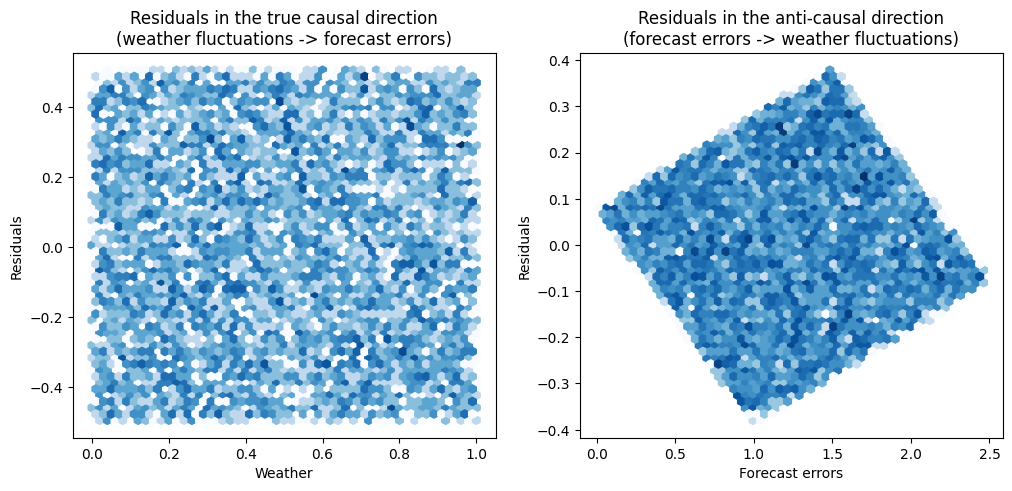 Residuals in the true causal direction
(weather fluctuations -> forecast errors)
0.4
0.2
0.0
−0.2
−0.4
Residuals
0.0 0.2 0.4 0.6 0.8 1.0
Weather
Residuals in the anti-causal direction
(forecast errors -> weather fluctuations)
0.4
0.3
0.2
0.1
0.0
−0.1
−0.2
−0.3
−0.4
Residuals
0.0 0.5 1.0 1.5 2.0 2.5
Forecast errors